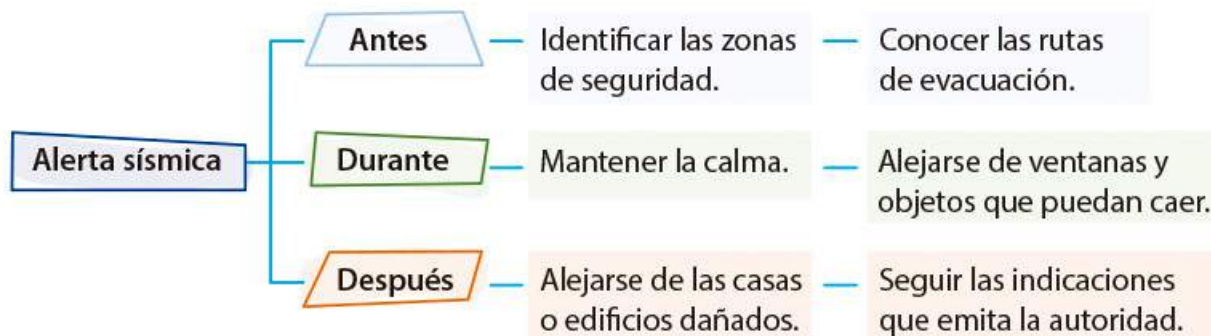 Alerta sísmica
Antes
Identificar las zonas
de seguridad.
Conocer las rutas
de evacuación.
Durante
Mantener la calma.
Alejarse de ventanas y
objetos que puedan caer.
Después
Alejarse de las casas
o edificios dañados.
Seguir las indicaciones
que emita la autoridad.